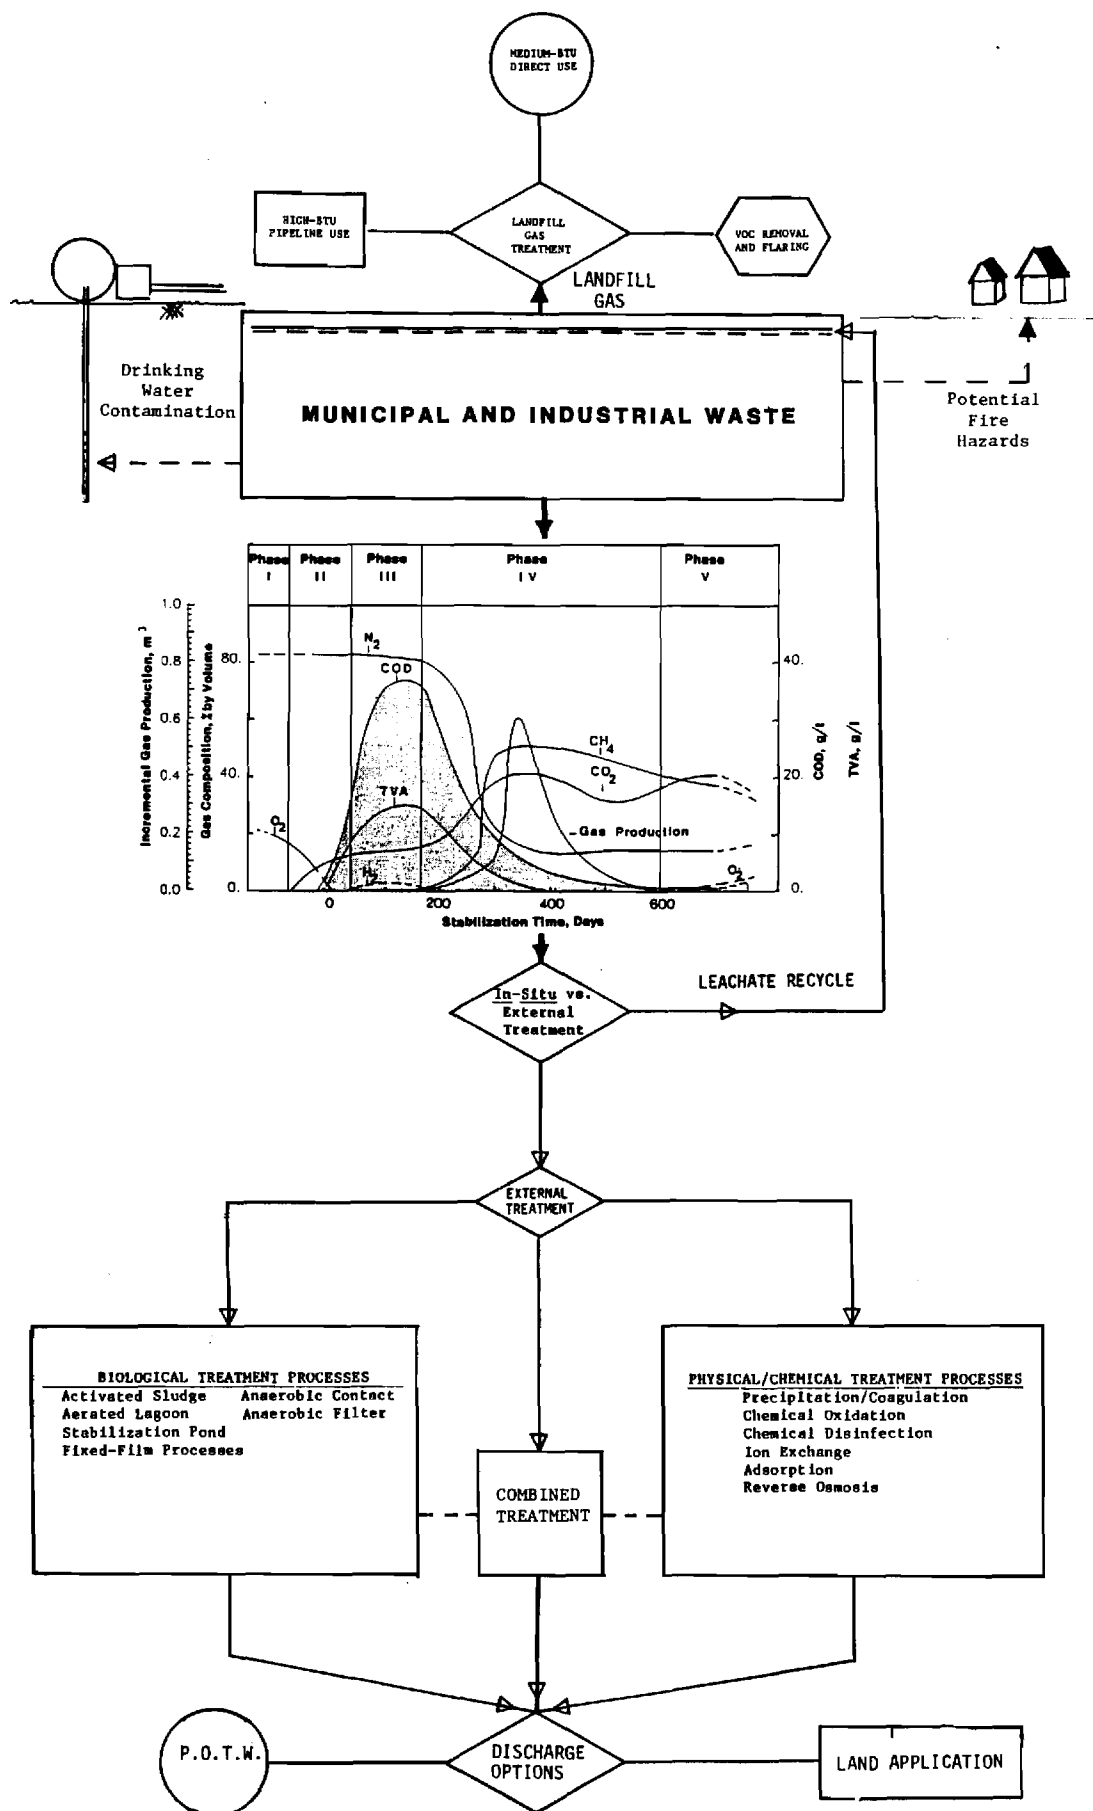 MEDIUM-BTU
DIRECT USE
HIGH-BTU
PIPELINE USE
LANDFILL
GAS
TREATMENT
VOC REMOVAL
AND FLARING
LANDFILL
GAS
Drinking
Water
Contamination
MUNICIPAL AND INDUSTRIAL WASTE
Potential
Fire
Hazards
Phase
I
Phase
II
Phase
III
Phase
IV
Phase
V
Incremental Gas Production, m³
1.0
0.8
0.6
0.4
0.2
0.0
Gas Composition, % by Volume
80.
40.
0.
N₂
COD
TVA
O₂
H₂
CH₄
CO₂
Gas Production
O₂
40.
20.
0.
COD, g/l
TVA, g/l
0
200
400
600
Stabilization Time, Days
In-Situ vs.
External
Treatment
LEACHATE RECYCLE
EXTERNAL
TREATMENT
BIOLOGICAL TREATMENT PROCESSES
Activated Sludge Anaerobic Contact
Aerated Lagoon Anaerobic Filter
Stabilization Pond
Fixed-Film Processes
COMBINED
TREATMENT
PHYSICAL/CHEMICAL TREATMENT PROCESSES
Precipitation/Coagulation
Chemical Oxidation
Chemical Disinfection
Ion Exchange
Adsorption
Reverse Osmosis
P.O.T.W.
DISCHARGE
OPTIONS
LAND APPLICATION